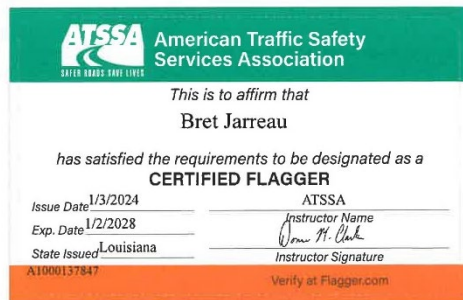 ATSSA
SAFER ROADS SAVE LIVES
American Traffic Safety
Services Association
This is to affirm that
Bret Jarreau
has satisfied the requirements to be designated as a
CERTIFIED FLAGGER
Issue Date 1/3/2024
ATSSA
Instructor Name
Exp. Date 1/2/2028
State Issued Louisiana
Instructor Signature
A1000137847
Verify at Flagger.com